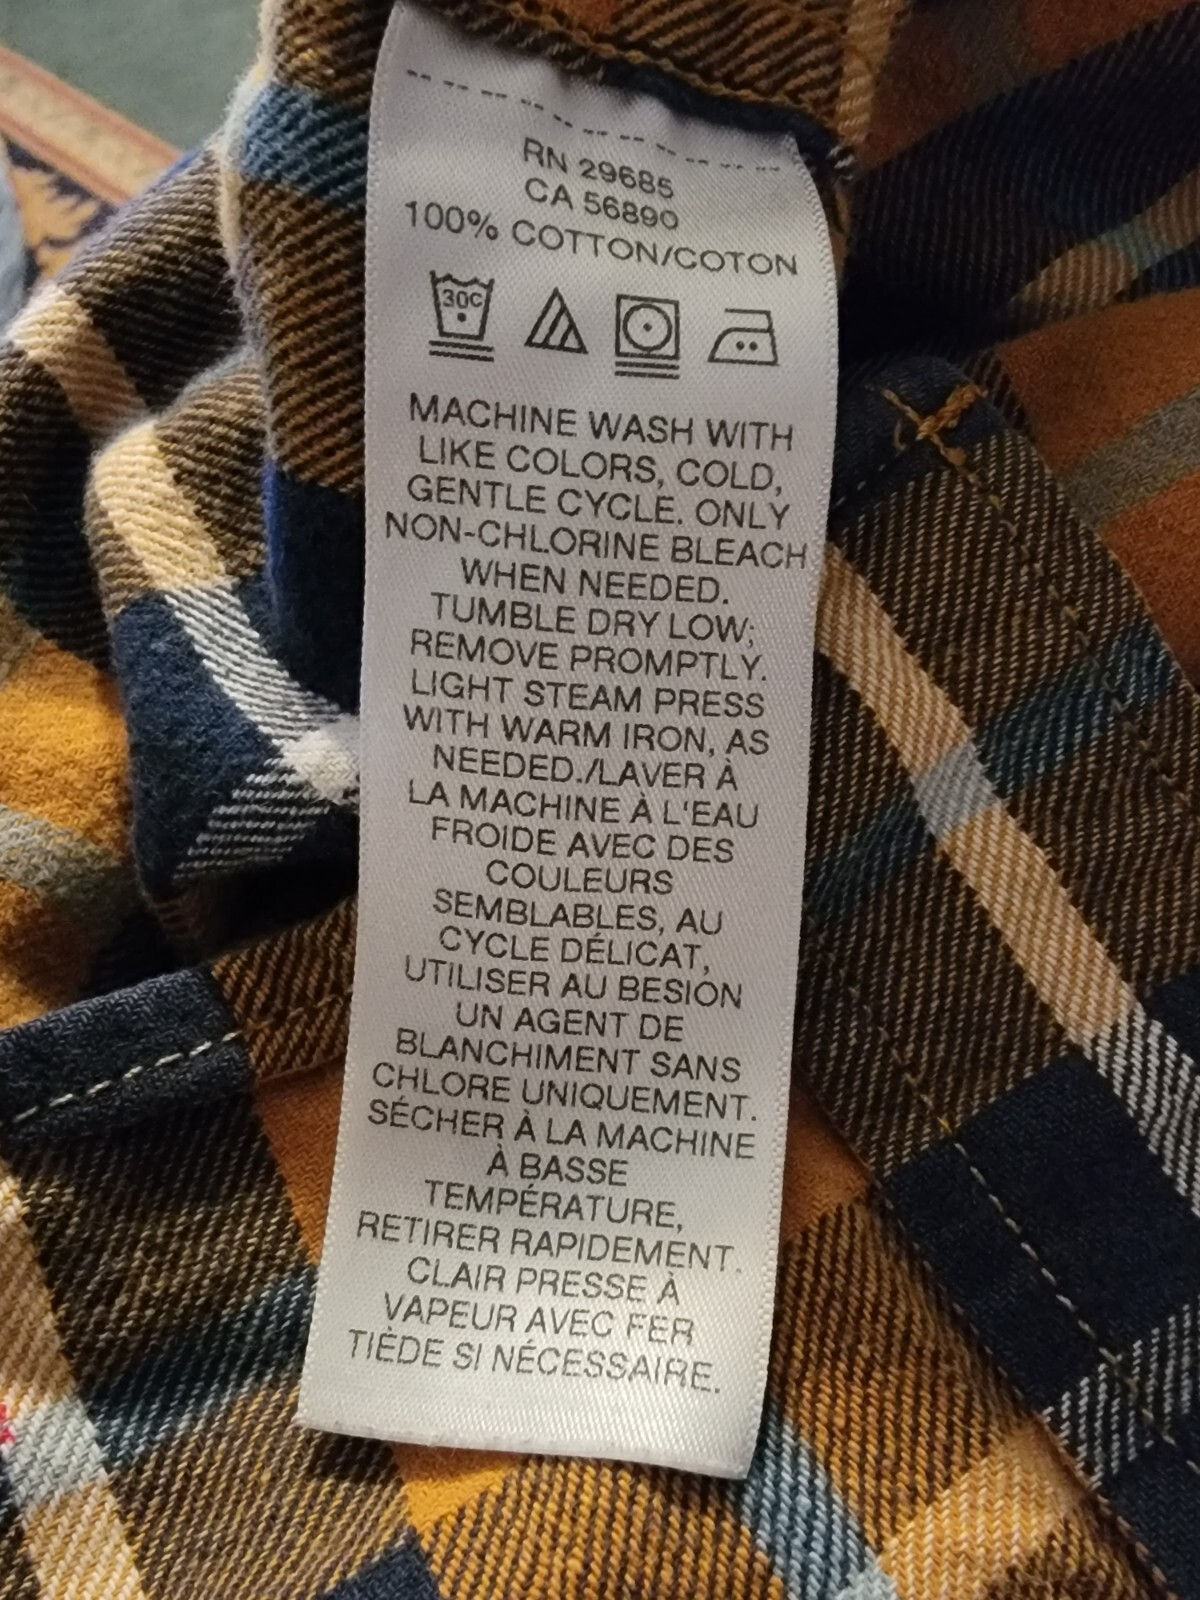 RN 29685
CA 56890
100% COTTON/COTON
30C
MACHINE WASH WITH
LIKE COLORS, COLD,
GENTLE CYCLE. ONLY
NON-CHLORINE BLEACH
WHEN NEEDED.
TUMBLE DRY LOW;
REMOVE PROMPTLY.
LIGHT STEAM PRESS
WITH WARM IRON, AS
NEEDED./LAVER À
LA MACHINE À L'EAU
FROIDE AVEC DES
COULEURS
SEMBLABLES, AU
CYCLE DÉLICAT,
UTILISER AU BESION
UN AGENT DE
BLANCHIMENT SANS
CHLORE UNIQUEMENT.
SÉCHER À LA MACHINE
À BASSE
TEMPÉRATURE,
RETIRER RAPIDEMENT.
CLAIR PRESSE À
VAPEUR AVEC FER
TIÈDE SI NÉCESSAIRE.